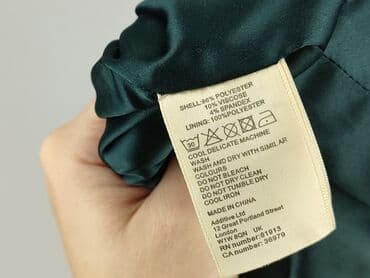 SHELL:86% POLYESTER
10% VISCOSE
4% SPANDEX
LINING: 100%POLYESTER
30
COOL DELICATE MACHINE
WASH
WASH AND DRY WITH SIMILAR
COLOURS
DO NOT BLEACH
DO NOT DRY CLEAN
DO NOT TUMBLE DRY
COOL IRON
MADE IN CHINA
Additive Ltd
12 Great Portland Street
London
W1W 8QN UK
RN number: 81913
CA number: 36979